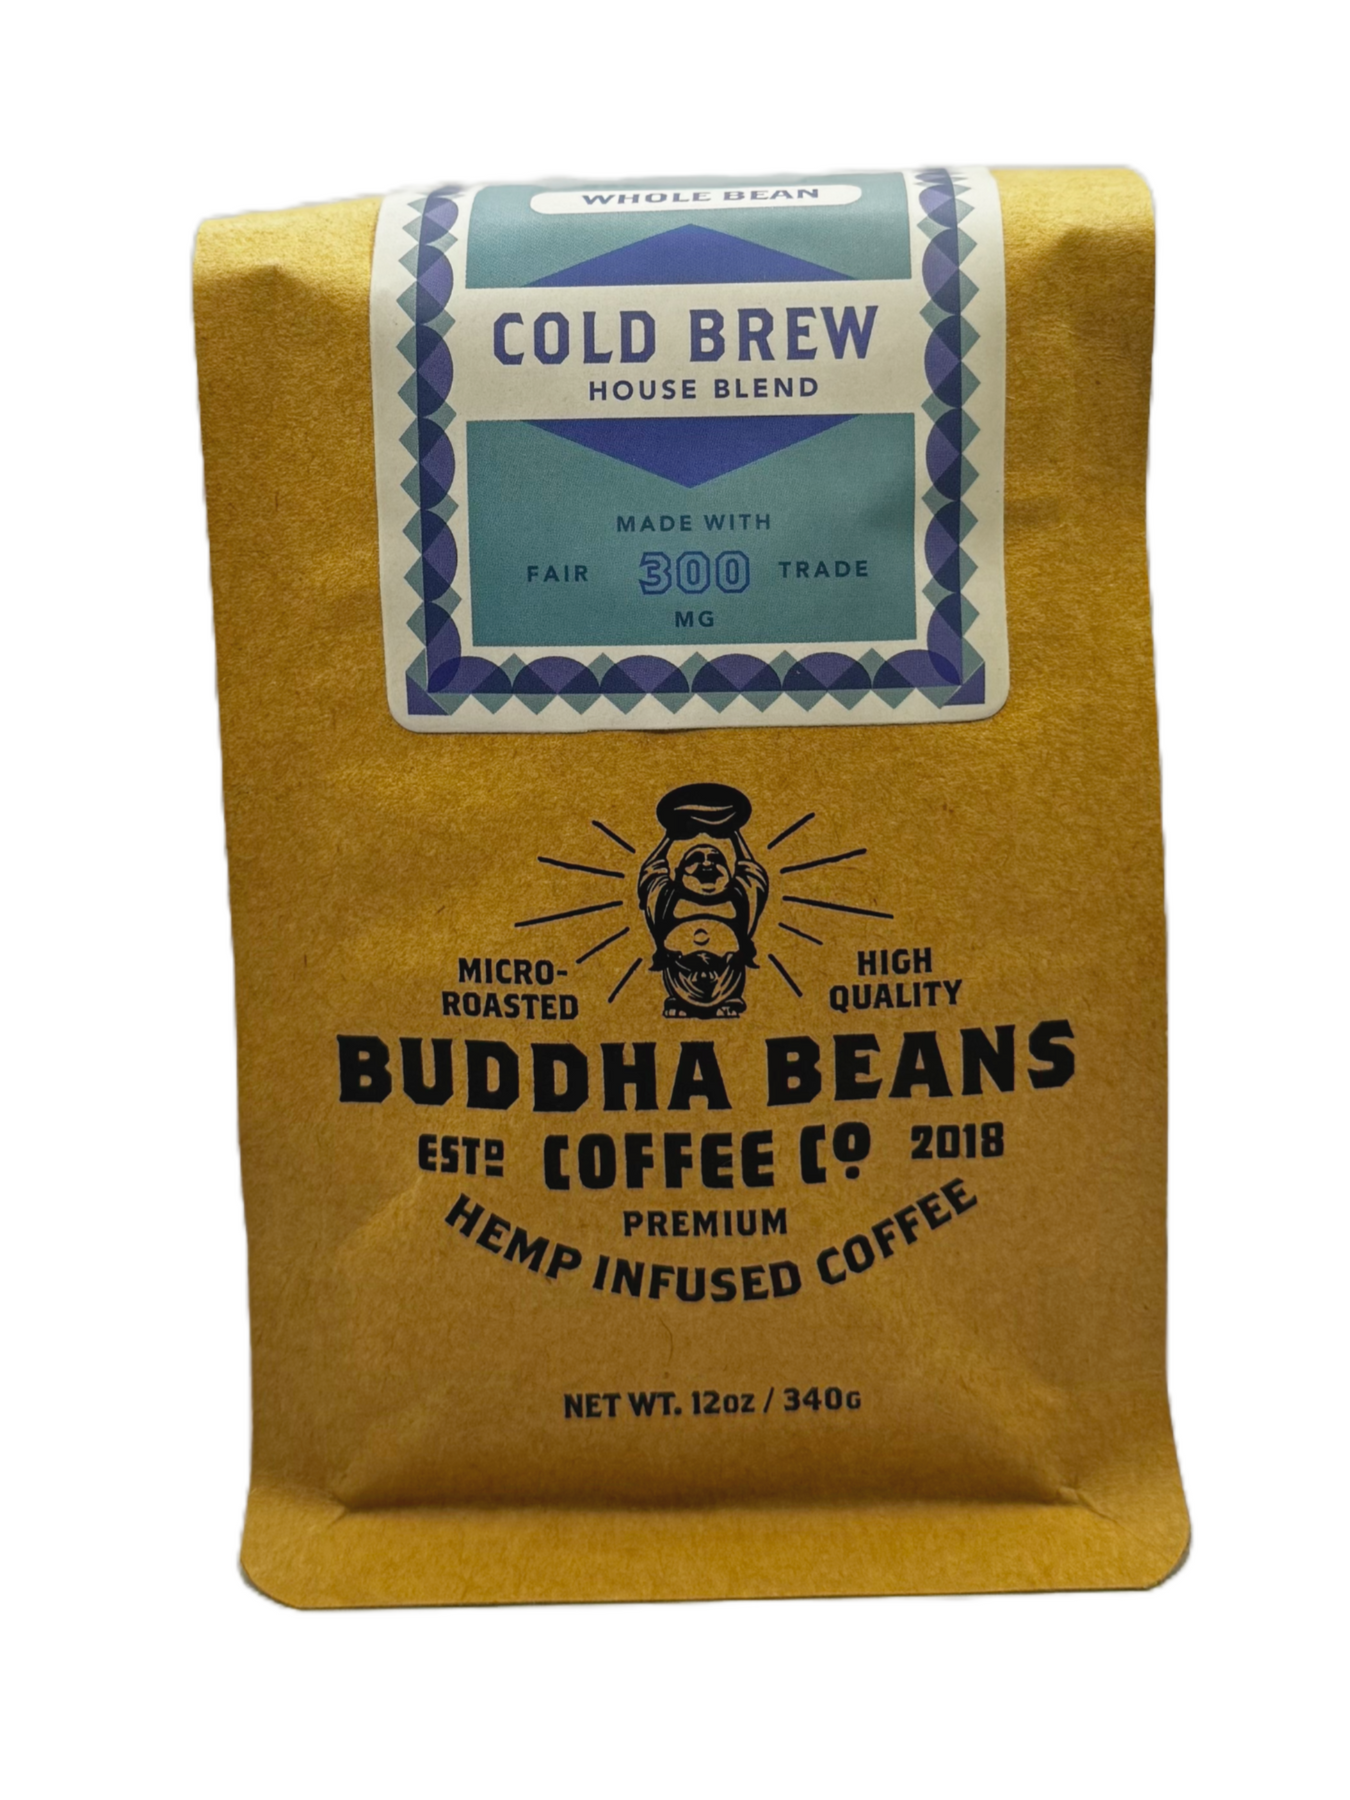 WHOLE BEAN
COLD BREW
HOUSE BLEND
MADE WITH
FAIR 300 TRADE
MG
MICRO-
ROASTED
HIGH
QUALITY
BUDDHA BEANS
ESTD COFFEE CO 2018
PREMIUM
HEMP INFUSED COFFEE
NET WT. 12OZ / 340G